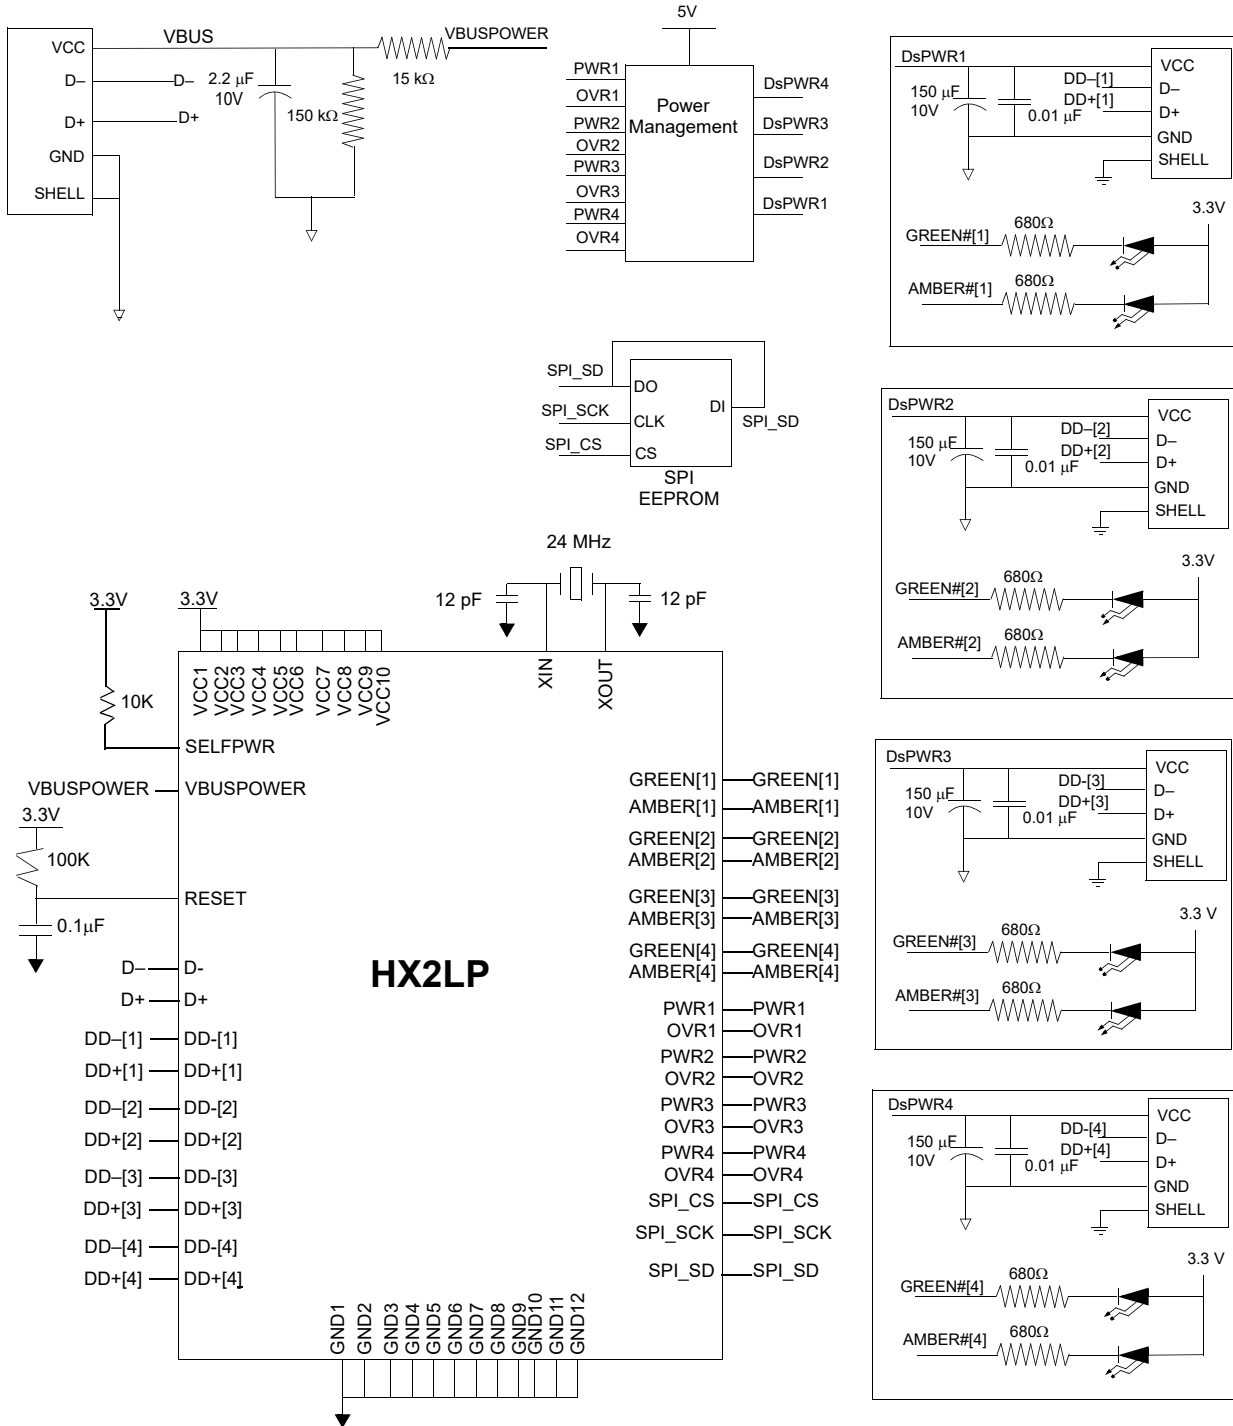 VCC
VBUS
VBUSPOWER
D–
D–
D+
D+
GND
SHELL
2.2 µF
10V
150 kΩ
15 kΩ
5V
PWR1
OVR1
PWR2
OVR2
PWR3
OVR3
PWR4
OVR4
Power
Management
DsPWR4
DsPWR3
DsPWR2
DsPWR1
SPI_SD
SPI_SCK
SPI_CS
DO
CLK
CS
DI
SPI_SD
SPI
EEPROM
24 MHz
12 pF
12 pF
3.3V
3.3V
10K
VCC1
VCC2
VCC3
VCC4
VCC5
VCC6
VCC7
VCC8
VCC9
VCC10
XIN
XOUT
SELFPWR
VBUSPOWER
VBUSPOWER
3.3V
100K
RESET
0.1µF
HX2LP
D– D-
D+ D+
DD–[1] DD-[1]
DD+[1] DD+[1]
DD–[2] DD-[2]
DD+[2] DD+[2]
DD–[3] DD-[3]
DD+[3] DD+[3]
DD–[4] DD-[4]
DD+[4] DD+[4]
GREEN[1] GREEN[1]
AMBER[1] AMBER[1]
GREEN[2] GREEN[2]
AMBER[2] AMBER[2]
GREEN[3] GREEN[3]
AMBER[3] AMBER[3]
GREEN[4] GREEN[4]
AMBER[4] AMBER[4]
PWR1 PWR1
OVR1 OVR1
PWR2 PWR2
OVR2 OVR2
PWR3 PWR3
OVR3 OVR3
PWR4 PWR4
OVR4 OVR4
SPI_CS SPI_CS
SPI_SCK SPI_SCK
SPI_SD SPI_SD
GND1
GND2
GND3
GND4
GND5
GND6
GND7
GND8
GND9
GND10
GND11
GND12
DsPWR1
150 µF
10V
0.01 µF
DD–[1]
DD+[1]
VCC
D–
D+
GND
SHELL
3.3V
GREEN#[1]
680Ω
AMBER#[1]
680Ω
DsPWR2
150 µF
10V
0.01 µF
DD–[2]
DD+[2]
VCC
D–
D+
GND
SHELL
3.3V
GREEN#[2]
680Ω
AMBER#[2]
680Ω
DsPWR3
150 µF
10V
0.01 µF
DD-[3]
DD+[3]
VCC
D–
D+
GND
SHELL
3.3 V
GREEN#[3]
680Ω
AMBER#[3]
680Ω
DsPWR4
150 µF
10V
0.01 µF
DD-[4]
DD+[4]
VCC
D–
D+
GND
SHELL
3.3 V
GREEN#[4]
680Ω
AMBER#[4]
680Ω